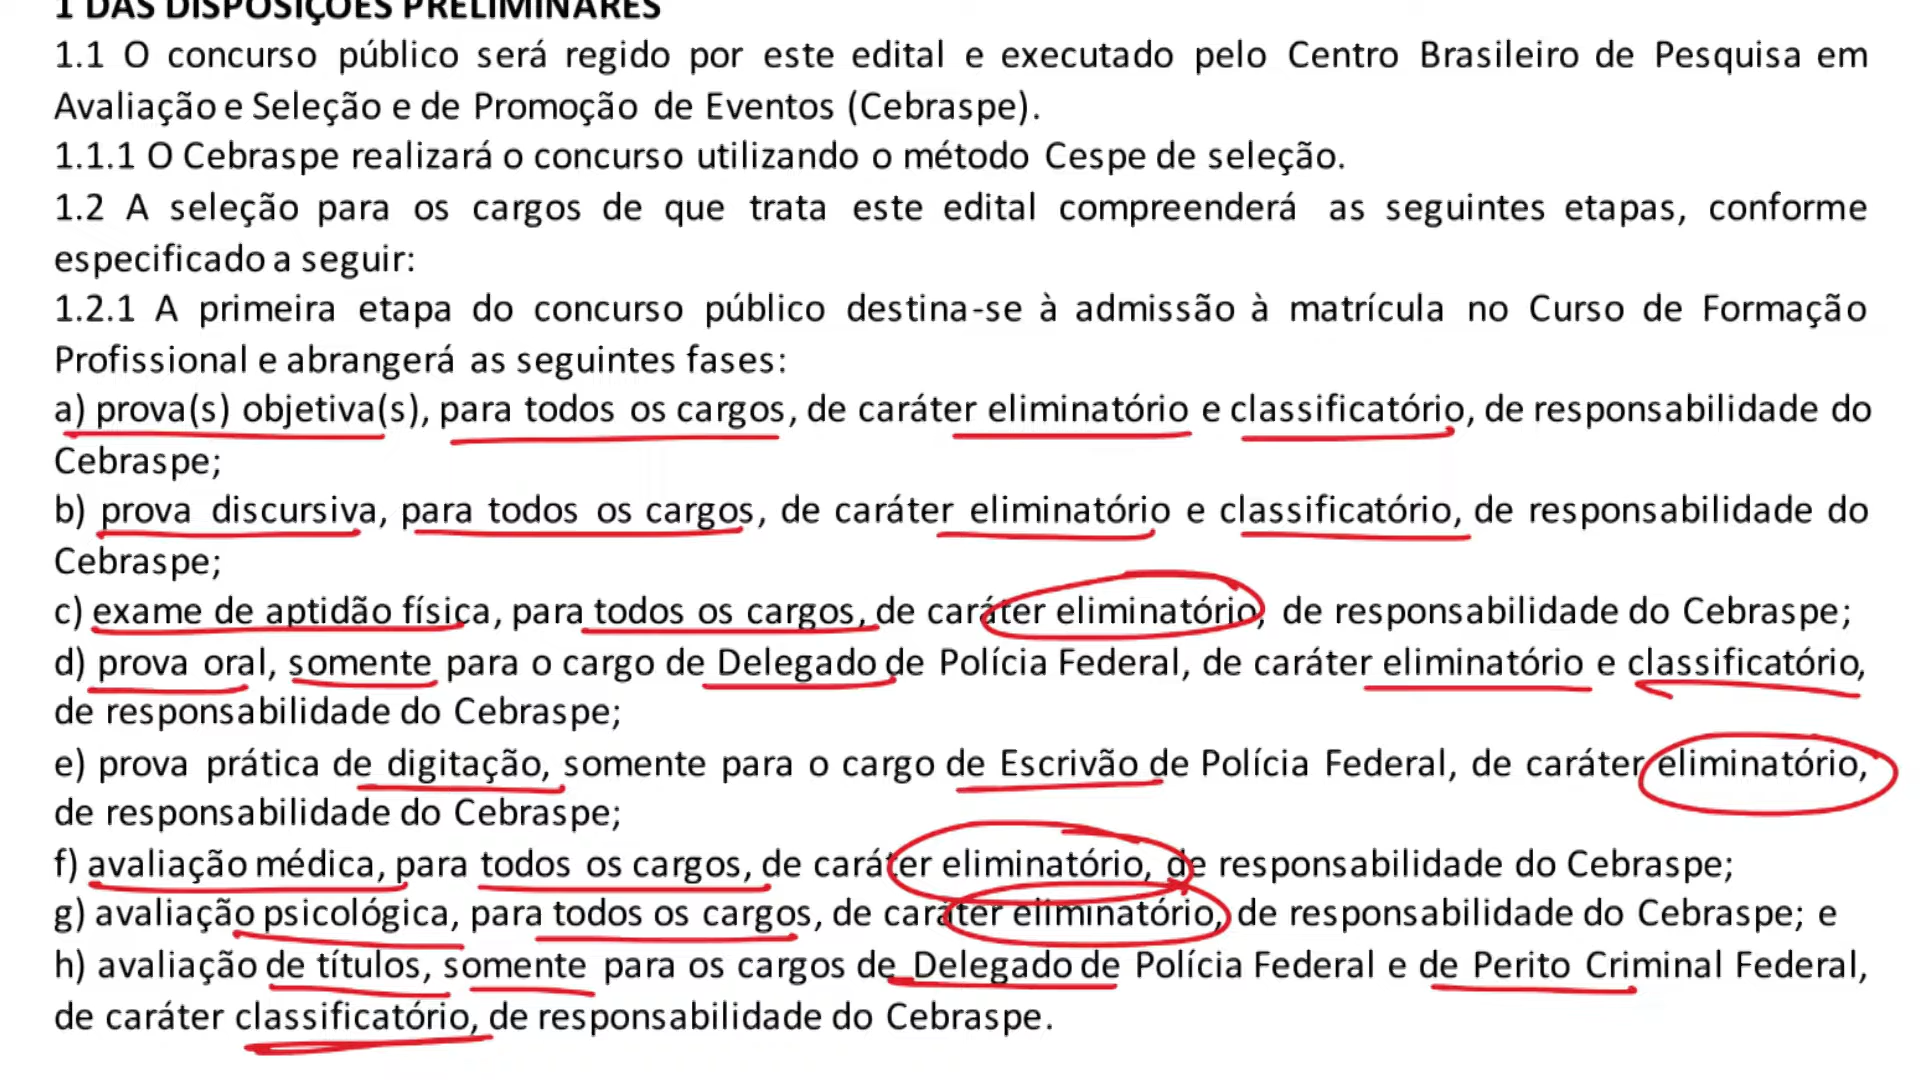 1 DAS DISPOSIÇÕES PRELIMINARES
1.1 O concurso público será regido por este edital e executado pelo Centro Brasileiro de Pesquisa em
Avaliação e Seleção e de Promoção de Eventos (Cebraspe).
1.1.1 O Cebraspe realizará o concurso utilizando o método Cespe de seleção.
1.2 A seleção para os cargos de que trata este edital compreenderá as seguintes etapas, conforme
especificado a seguir:
1.2.1 A primeira etapa do concurso público destina-se à admissão à matrícula no Curso de Formação
Profissional e abrangerá as seguintes fases:
a) prova(s) objetiva(s), para todos os cargos, de caráter eliminatório e classificatório, de responsabilidade do
Cebraspe;
b) prova discursiva, para todos os cargos, de caráter eliminatório e classificatório, de responsabilidade do
Cebraspe;
c) exame de aptidão física, para todos os cargos, de caráter eliminatório, de responsabilidade do Cebraspe;
d) prova oral, somente para o cargo de Delegado de Polícia Federal, de caráter eliminatório e classificatório,
de responsabilidade do Cebraspe;
e) prova prática de digitação, somente para o cargo de Escrivão de Polícia Federal, de caráter eliminatório,
de responsabilidade do Cebraspe;
f) avaliação médica, para todos os cargos, de caráter eliminatório, de responsabilidade do Cebraspe;
g) avaliação psicológica, para todos os cargos, de caráter eliminatório, de responsabilidade do Cebraspe; e
h) avaliação de títulos, somente para os cargos de Delegado de Polícia Federal e de Perito Criminal Federal,
de caráter classificatório, de responsabilidade do Cebraspe.